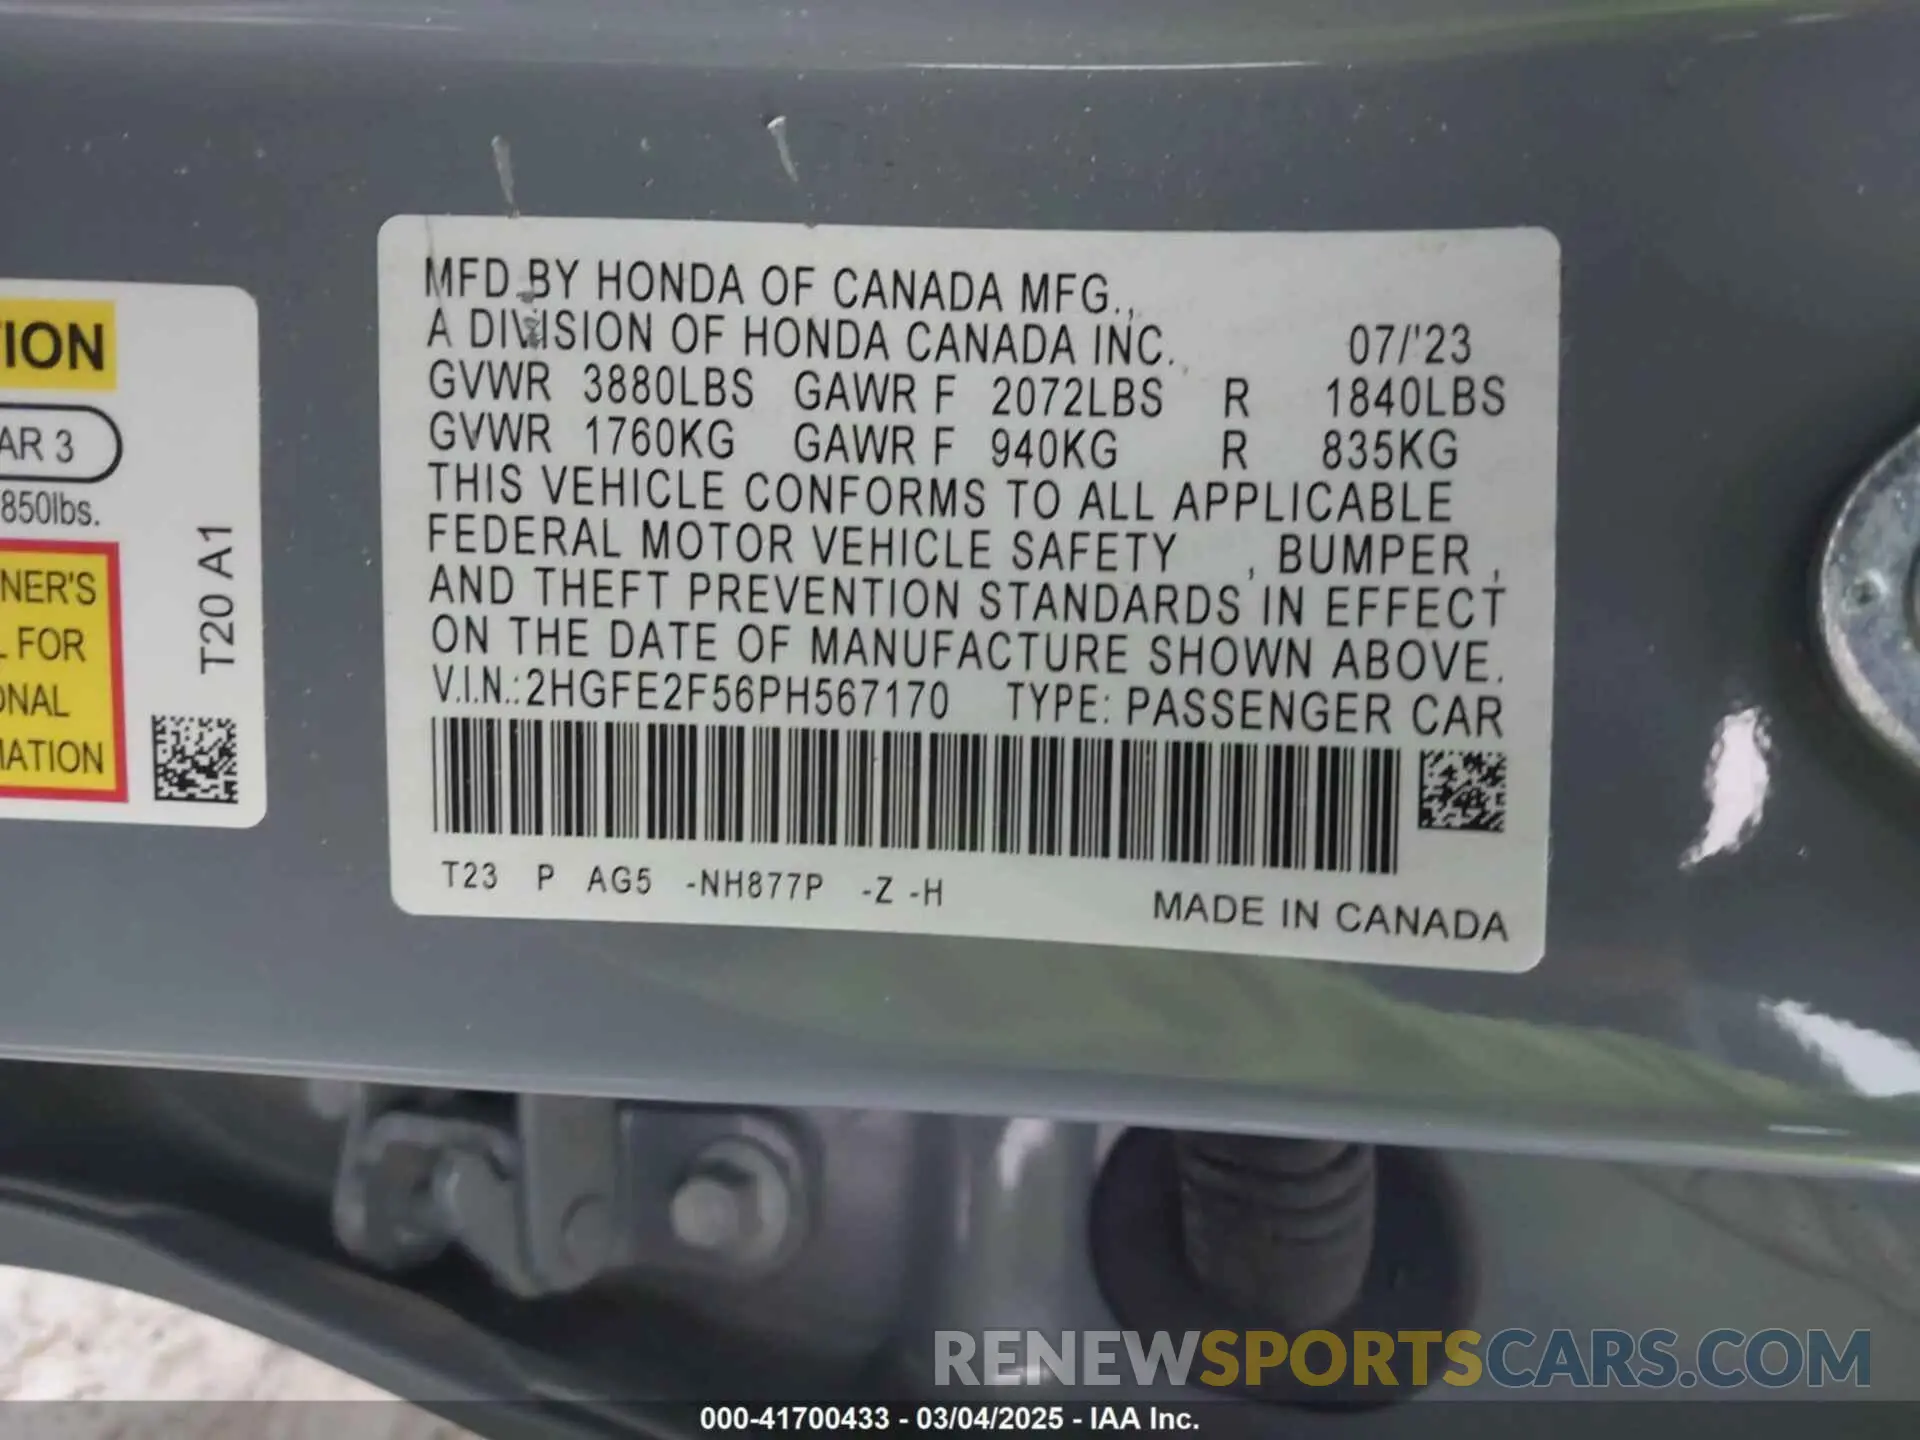 TION
AR 3
850lbs.
NER'S
FOR
ONAL
MATION
T20 A1
MFD BY HONDA OF CANADA MFG.,
A DIVISION OF HONDA CANADA INC. 07/'23
GVWR 3880LBS GAWR F 2072LBS R 1840LBS
GVWR 1760KG GAWR F 940KG R 835KG
THIS VEHICLE CONFORMS TO ALL APPLICABLE
FEDERAL MOTOR VEHICLE SAFETY , BUMPER ,
AND THEFT PREVENTION STANDARDS IN EFFECT
ON THE DATE OF MANUFACTURE SHOWN ABOVE.
V.I.N.:2HGFE2F56PH567170 TYPE: PASSENGER CAR
T23 P AG5 -NH877P -Z -H
MADE IN CANADA
RENEWSPORTSCARS.COM
000-41700433 - 03/04/2025 - IAA Inc.